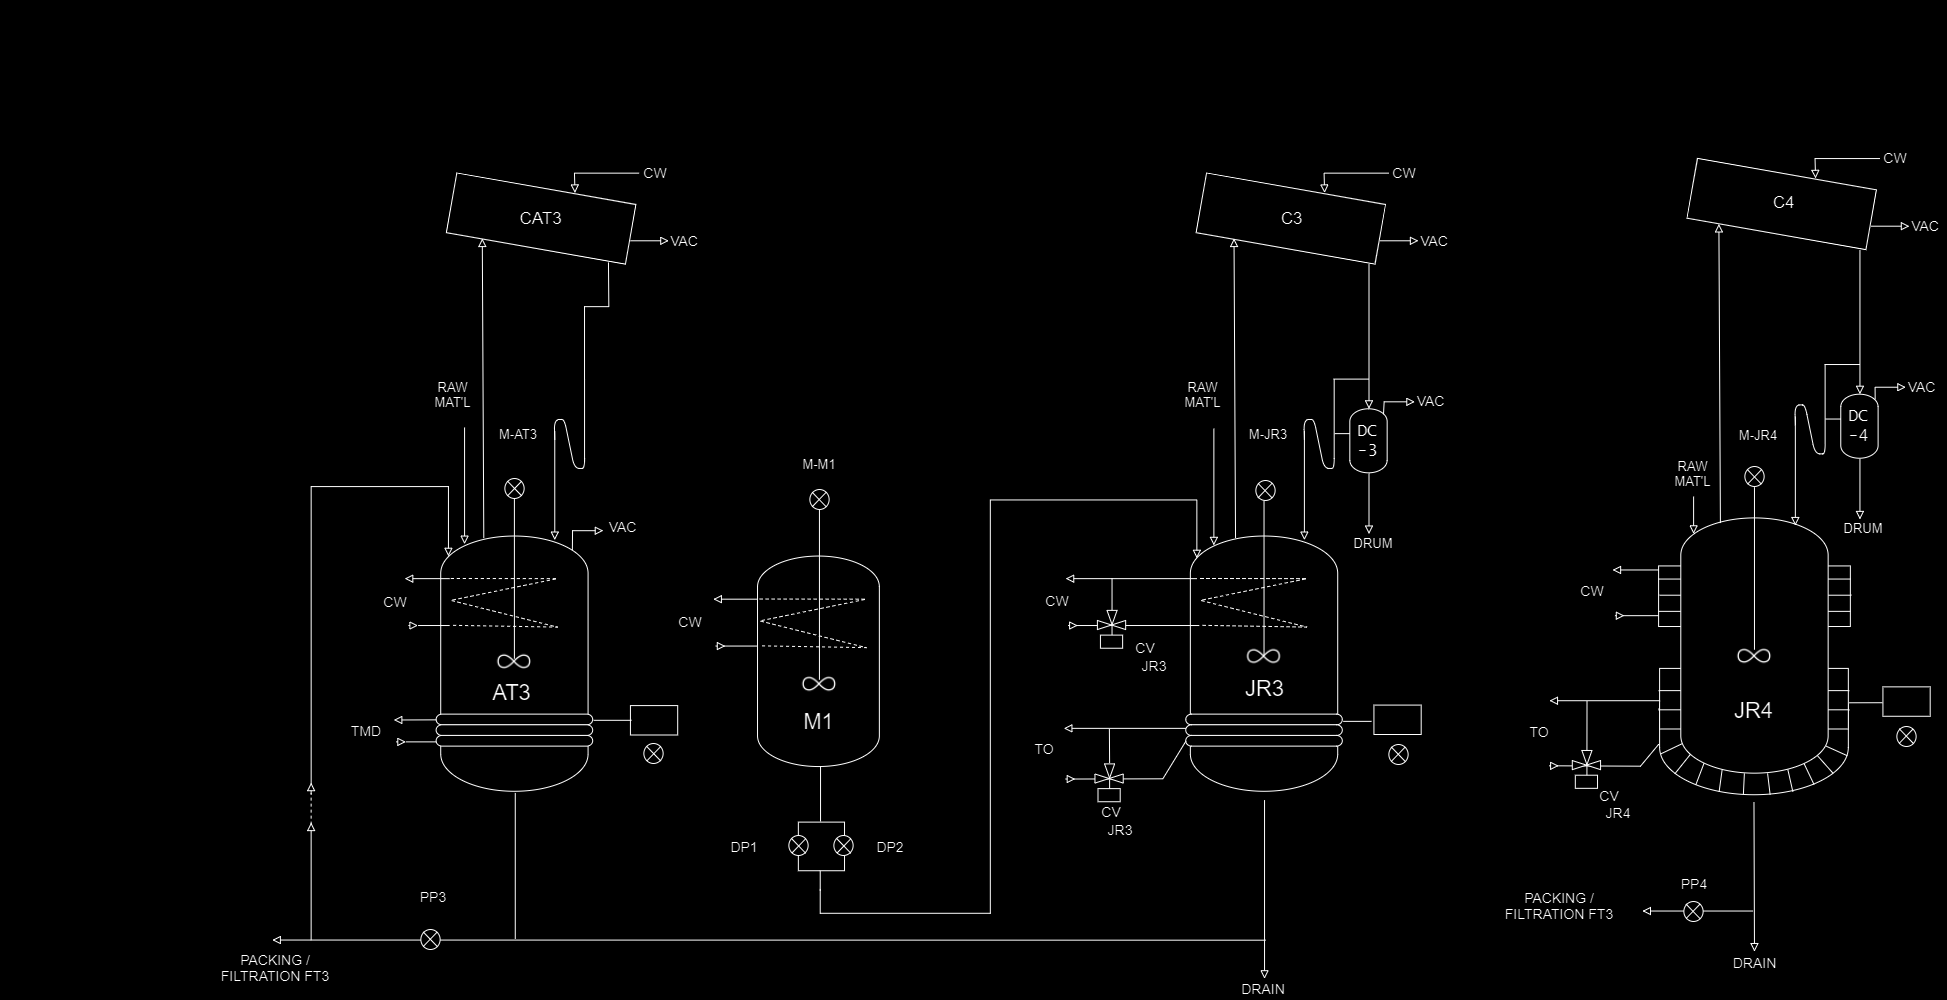 CW
CW
CW
C4
CAT3
C3
VAC
VAC
VAC
RAW
MAT'L
RAW
MAT'L
VAC
VAC
DC
-4
M-AT3
M-JR3
DC
-3
M-JR4
M-M1
RAW
MAT'L
VAC
DRUM
DRUM
CW
CW
CW
CW
CV
JR3
AT3
JR3
M1
JR4
TMD
TO
TO
CV
JR3
CV
JR4
DP1
DP2
PP3
PP4
PACKING /
FILTRATION FT3
PACKING /
FILTRATION FT3
DRAIN
DRAIN